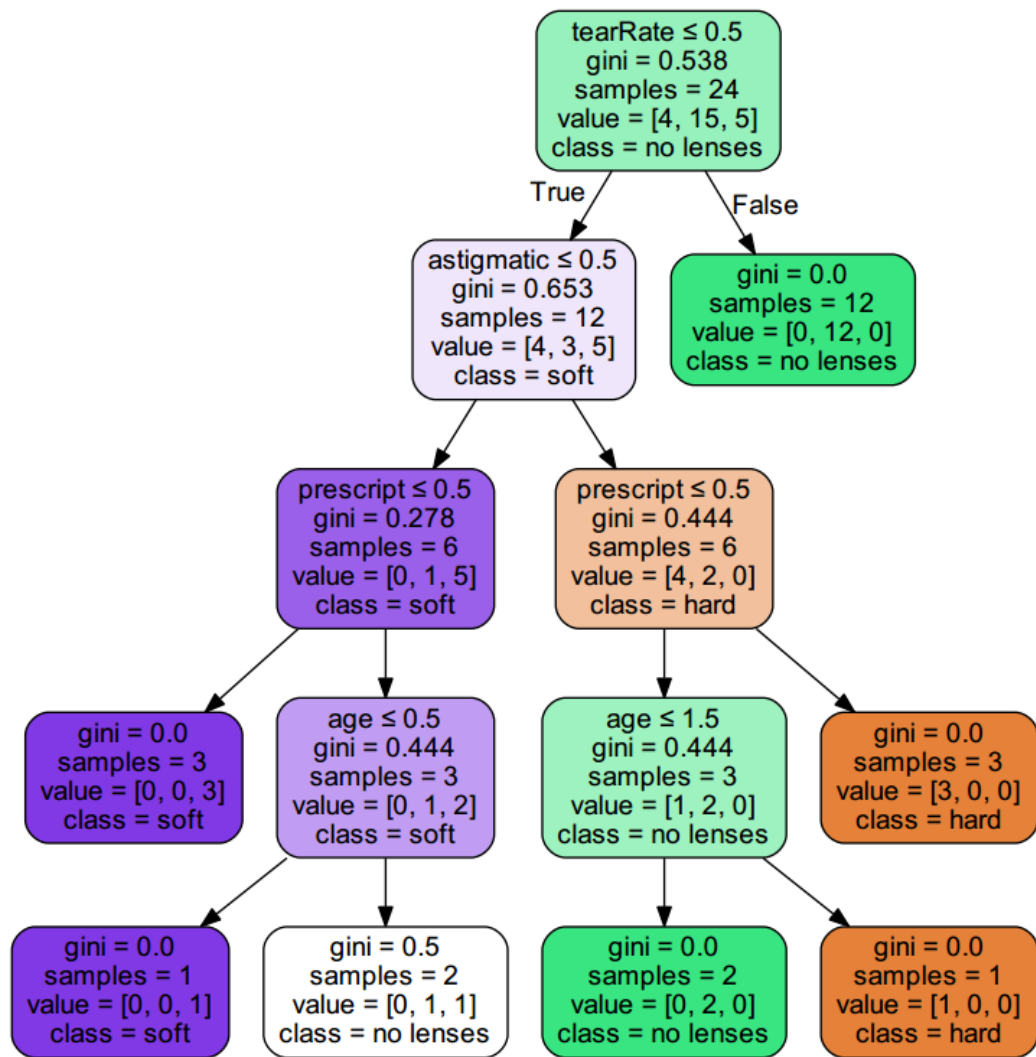 tearRate ≤ 0.5
gini = 0.538
samples = 24
value = [4, 15, 5]
class = no lenses
True
False
astigmatic ≤ 0.5
gini = 0.653
samples = 12
value = [4, 3, 5]
class = soft
gini = 0.0
samples = 12
value = [0, 12, 0]
class = no lenses
prescript ≤ 0.5
gini = 0.278
samples = 6
value = [0, 1, 5]
class = soft
prescript ≤ 0.5
gini = 0.444
samples = 6
value = [4, 2, 0]
class = hard
gini = 0.0
samples = 3
value = [0, 0, 3]
class = soft
age ≤ 0.5
gini = 0.444
samples = 3
value = [0, 1, 2]
class = soft
age ≤ 1.5
gini = 0.444
samples = 3
value = [1, 2, 0]
class = no lenses
gini = 0.0
samples = 3
value = [3, 0, 0]
class = hard
gini = 0.0
samples = 1
value = [0, 0, 1]
class = soft
gini = 0.5
samples = 2
value = [0, 1, 1]
class = no lenses
gini = 0.0
samples = 2
value = [0, 2, 0]
class = no lenses
gini = 0.0
samples = 1
value = [1, 0, 0]
class = hard